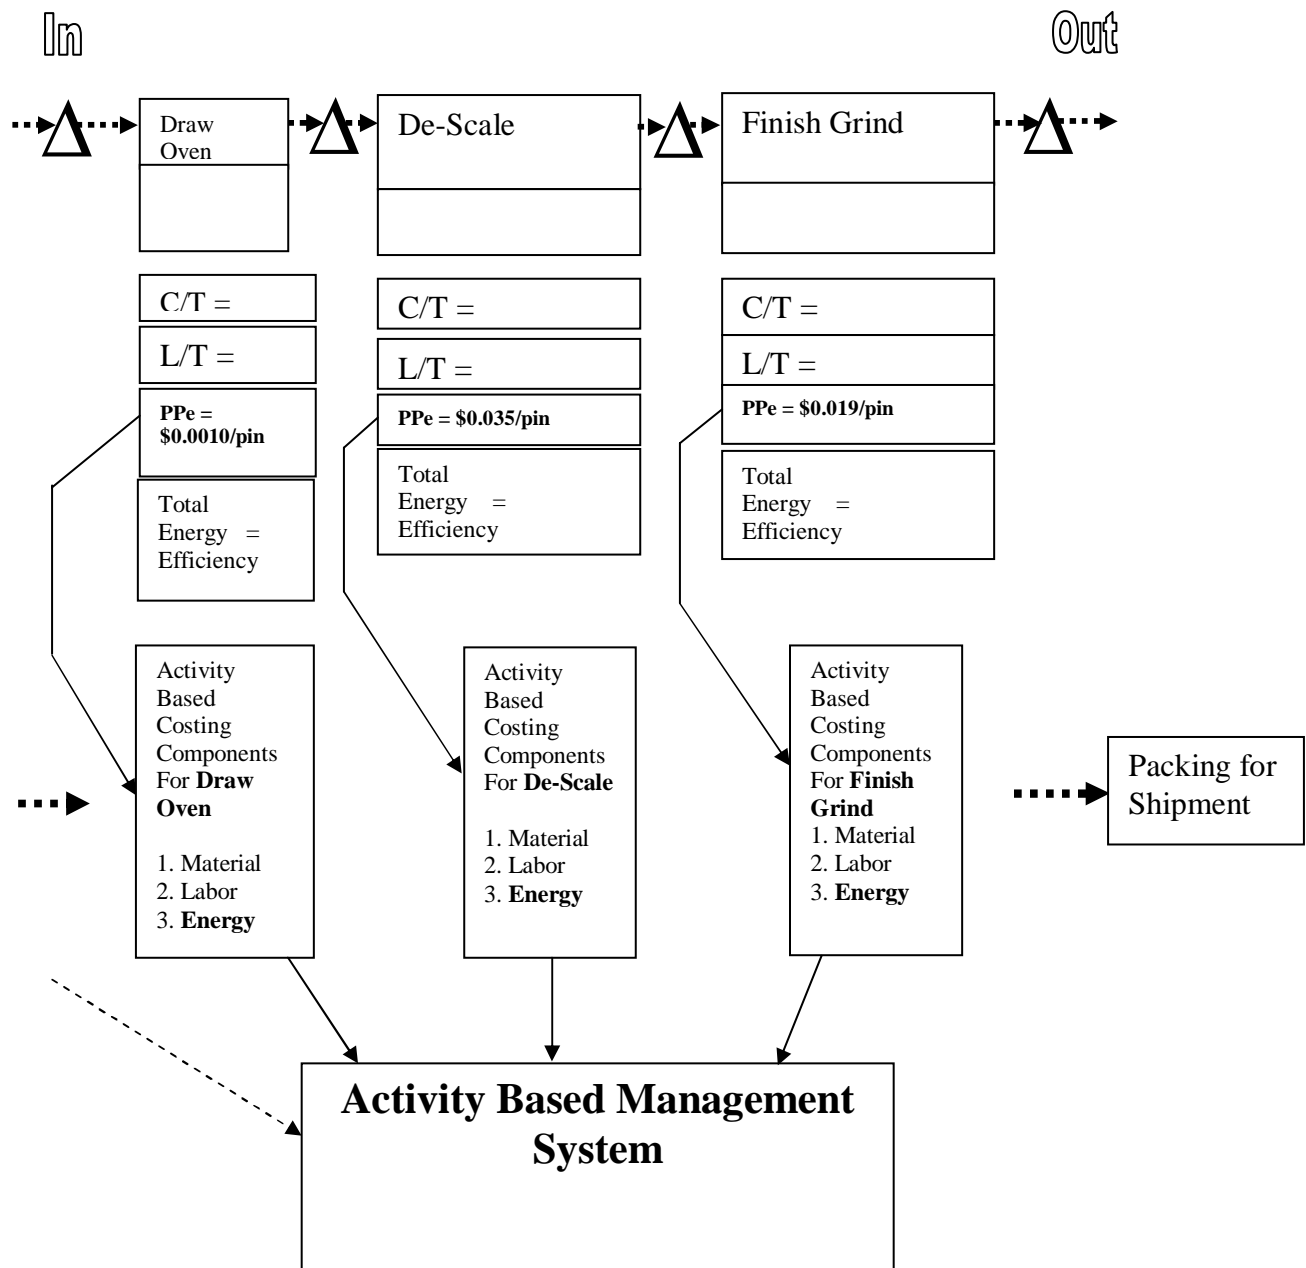 In
Out
Draw
Oven
De-Scale
Finish Grind
C/T =
L/T =
PPe =
$0.0010/pin
Total
Energy =
Efficiency
C/T =
L/T =
PPe = $0.035/pin
Total
Energy =
Efficiency
C/T =
L/T =
PPe = $0.019/pin
Total
Energy =
Efficiency
Activity
Based
Costing
Components
For Draw
Oven
1. Material
2. Labor
3. Energy
Activity
Based
Costing
Components
For De-Scale
1. Material
2. Labor
3. Energy
Activity
Based
Costing
Components
For Finish
Grind
1. Material
2. Labor
3. Energy
Packing for
Shipment
Activity Based Management
System